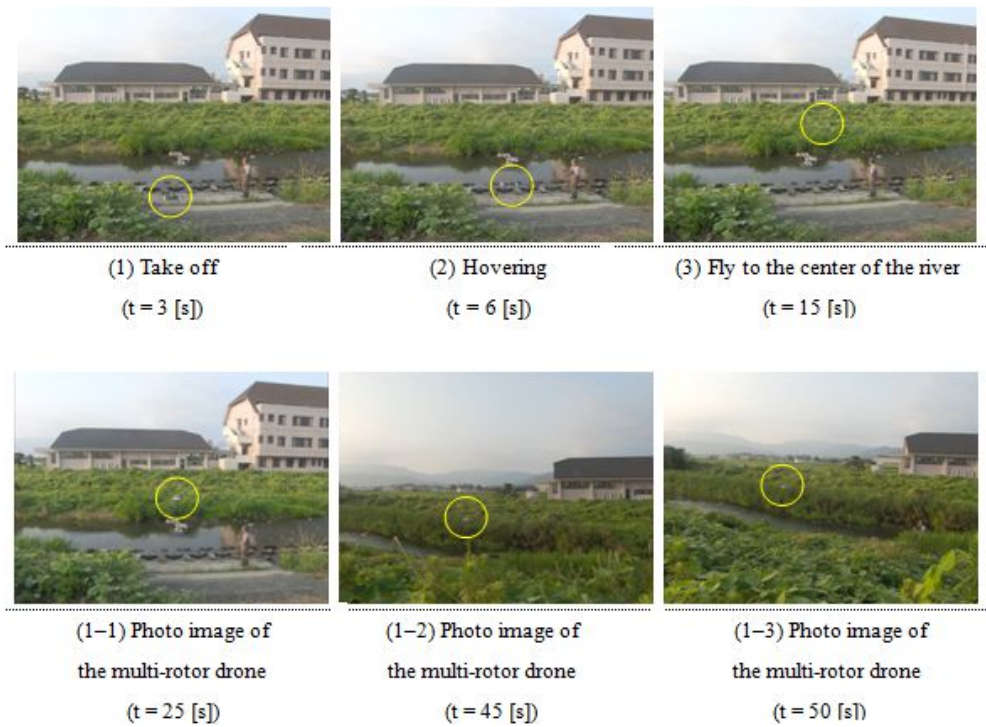 (1) Take off
(2) Hovering
(3) Fly to the center of the river
(t = 3 [s])
(t = 6 [s])
(t = 15 [s])
(1–1) Photo image of
the multi-rotor drone
(t = 25 [s])
(1–2) Photo image of
the multi-rotor drone
(t = 45 [s])
(1–3) Photo image of
the multi-rotor drone
(t = 50 [s])